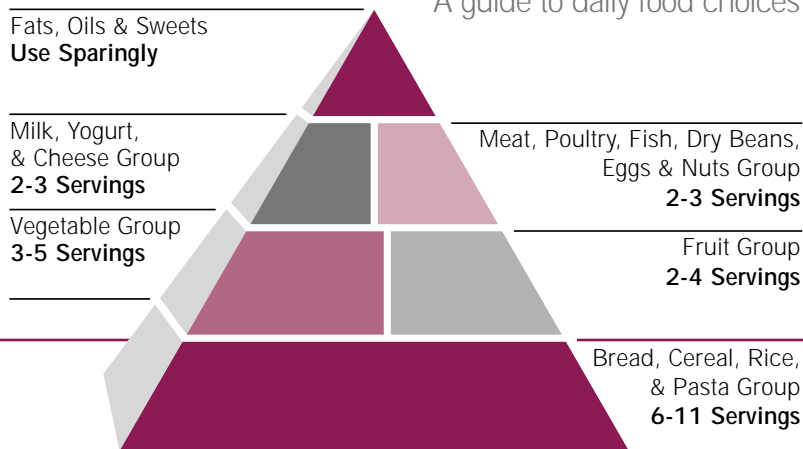 A guide to daily food choices
Fats, Oils & Sweets
Use Sparingly
Milk, Yogurt,
& Cheese Group
2-3 Servings
Meat, Poultry, Fish, Dry Beans,
Eggs & Nuts Group
2-3 Servings
Vegetable Group
3-5 Servings
Fruit Group
2-4 Servings
Bread, Cereal, Rice,
& Pasta Group
6-11 Servings